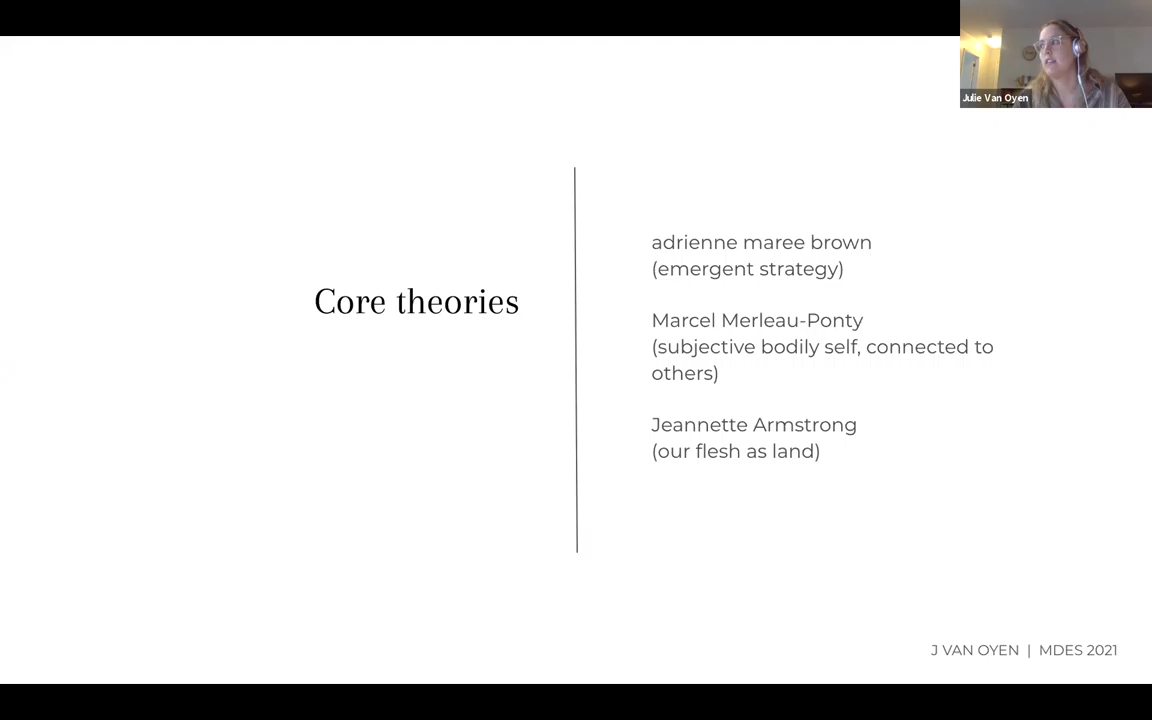 Julie Van Oyen
Core theories
adrienne maree brown
(emergent strategy)
Marcel Merleau-Ponty
(subjective bodily self, connected to
others)
Jeannette Armstrong
(our flesh as land)
J VAN OYEN | MDES 2021